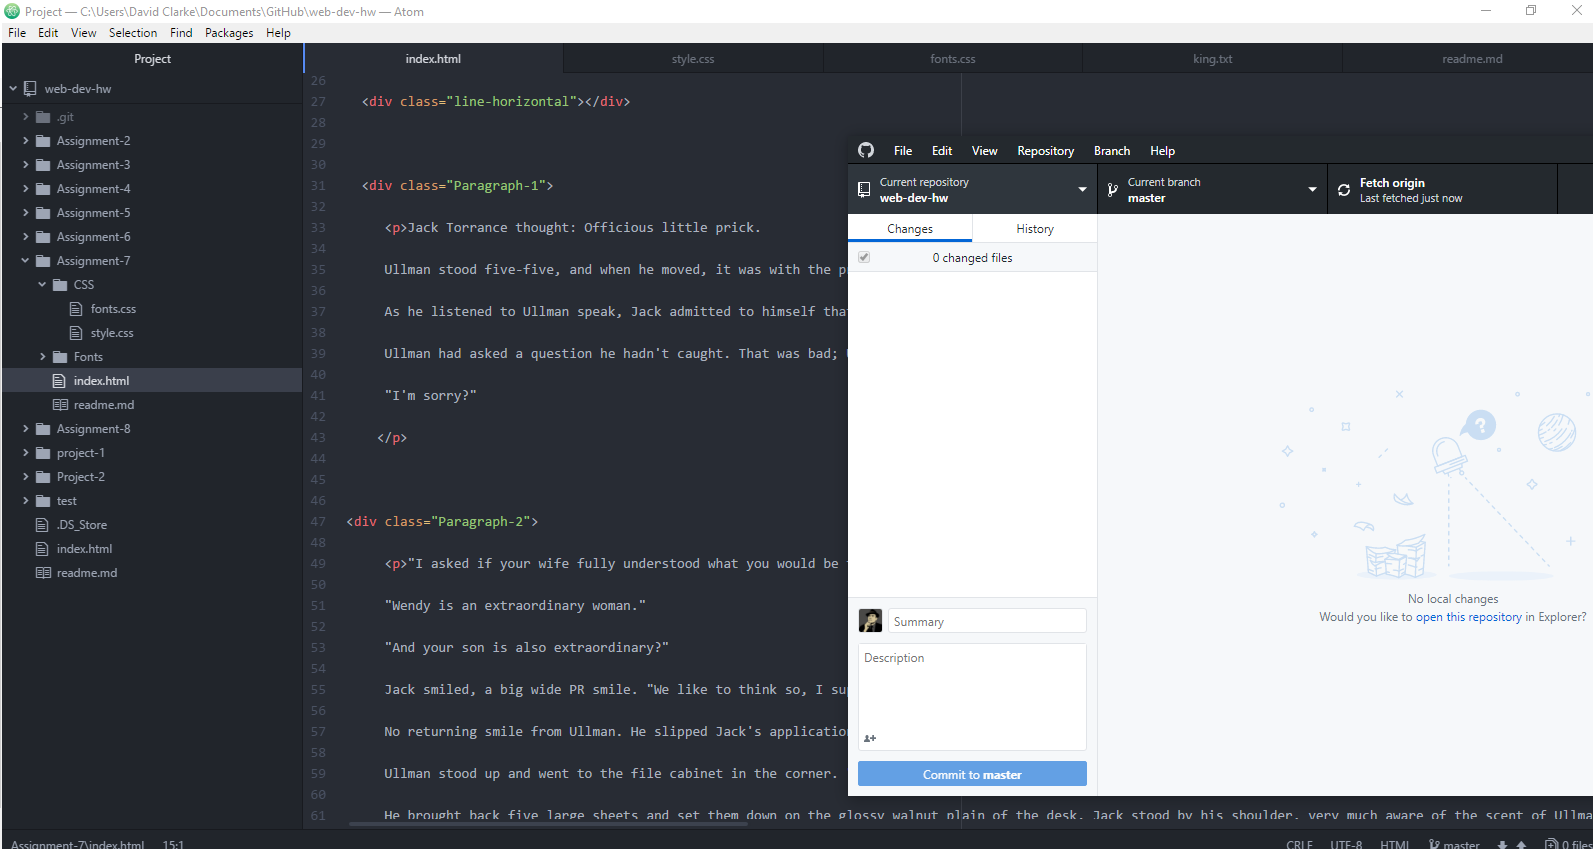 Project — C:\Users\David Clarke\Documents\GitHub\web-dev-hw — Atom
File Edit View Selection Find Packages Help
Project
web-dev-hw
.git
Assignment-2
Assignment-3
Assignment-4
Assignment-5
Assignment-6
Assignment-7
CSS
fonts.css
style.css
Fonts
index.html
readme.md
Assignment-8
project-1
Project-2
test
.DS_Store
index.html
readme.md
index.html style.css fonts.css king.txt readme.md
26
27 <div class="line-horizontal"></div>
28
29
30
31 <div class="Paragraph-1">
32
33 <p>Jack Torrance thought: Officious little prick.
34
35 Ullman stood five-five, and when he moved, it was with the p
36
37 As he listened to Ullman speak, Jack admitted to himself tha
38
39 Ullman had asked a question he hadn't caught. That was bad;
40
41 "I'm sorry?"
42
43 </p>
44
45
46
47 <div class="Paragraph-2">
48
49 <p>"I asked if your wife fully understood what you would be
50
51 "Wendy is an extraordinary woman."
52
53 "And your son is also extraordinary?"
54
55 Jack smiled, a big wide PR smile. "We like to think so, I su
56
57 No returning smile from Ullman. He slipped Jack's application
58
59 Ullman stood up and went to the file cabinet in the corner.
60
61 He brought back five large sheets and set them down on the glossy walnut plain of the desk. Jack stood by his shoulder, very much aware of the scent of Ullma
File Edit View Repository Branch Help
Current repository
web-dev-hw
Current branch
master
Fetch origin
Last fetched just now
Changes History
0 changed files
Summary
Description
Commit to master
?
No local changes
Would you like to open this repository in Explorer?
Assignment-7\index.html 15:1 CRLF UTF-8 HTML master 0 files